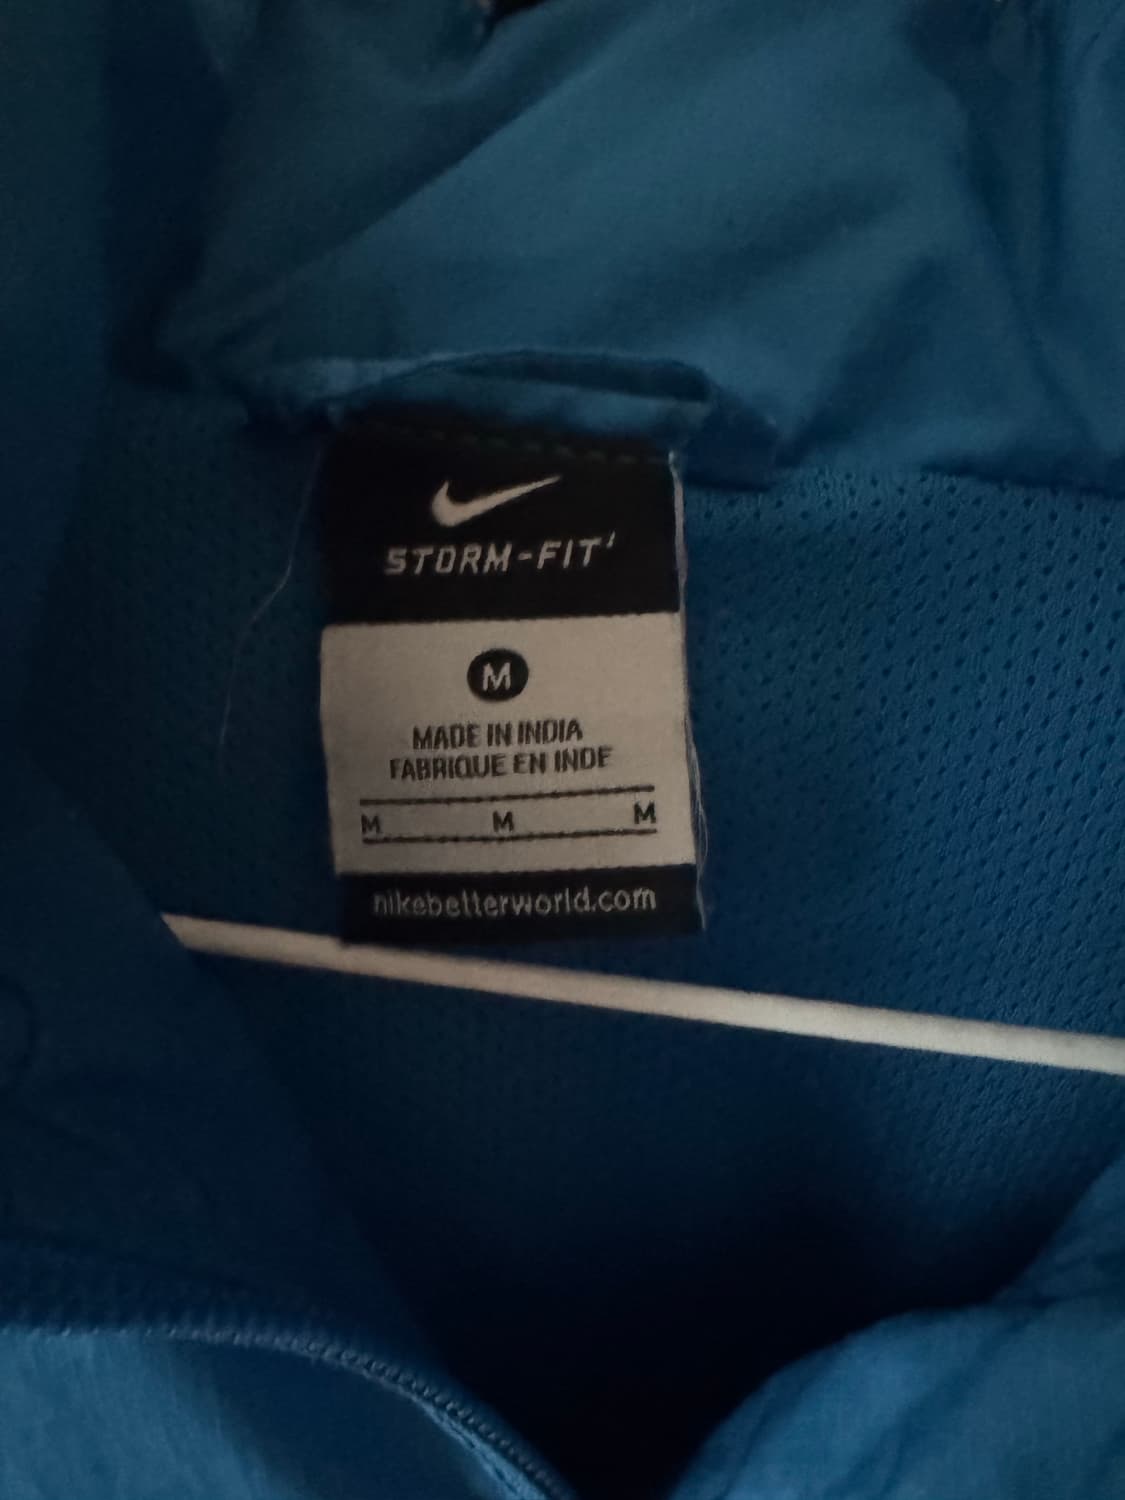 STORM-FIT
M
MADE IN INDIA
FABRIQUE EN INDE
M M M
nikebetterworld.com